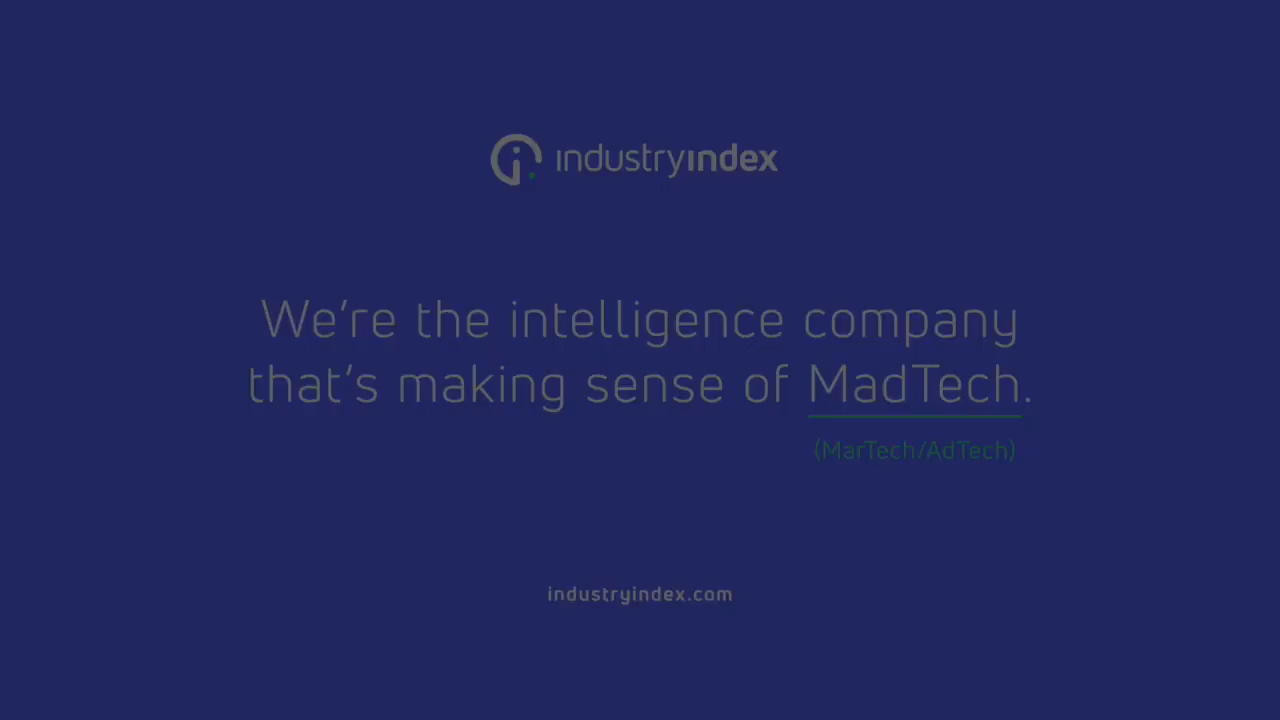 industryindex
We're the intelligence company
that's making sense of MadTech.
(MarTech/AdTech)
industryindex.com